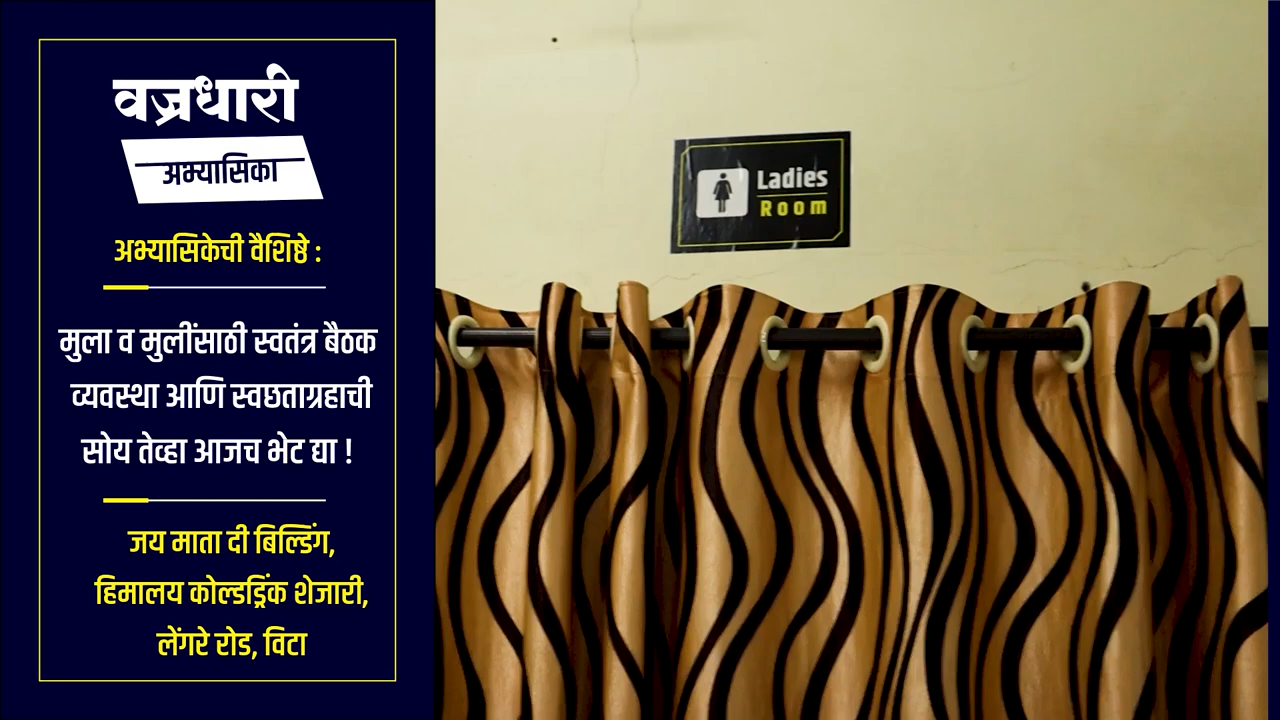 वज्रधारी
अभ्यासिका
अभ्यासिकेची वैशिष्ठे :
मुला व मुलींसाठी स्वतंत्र बैठक
व्यवस्था आणि स्वछताग्रहाची
सोय तेव्हा आजच भेट द्या !
जय माता दी बिल्डिंग,
हिमालय कोल्डड्रिंक शेजारी,
लेंगरे रोड, विटा
Ladies
Room